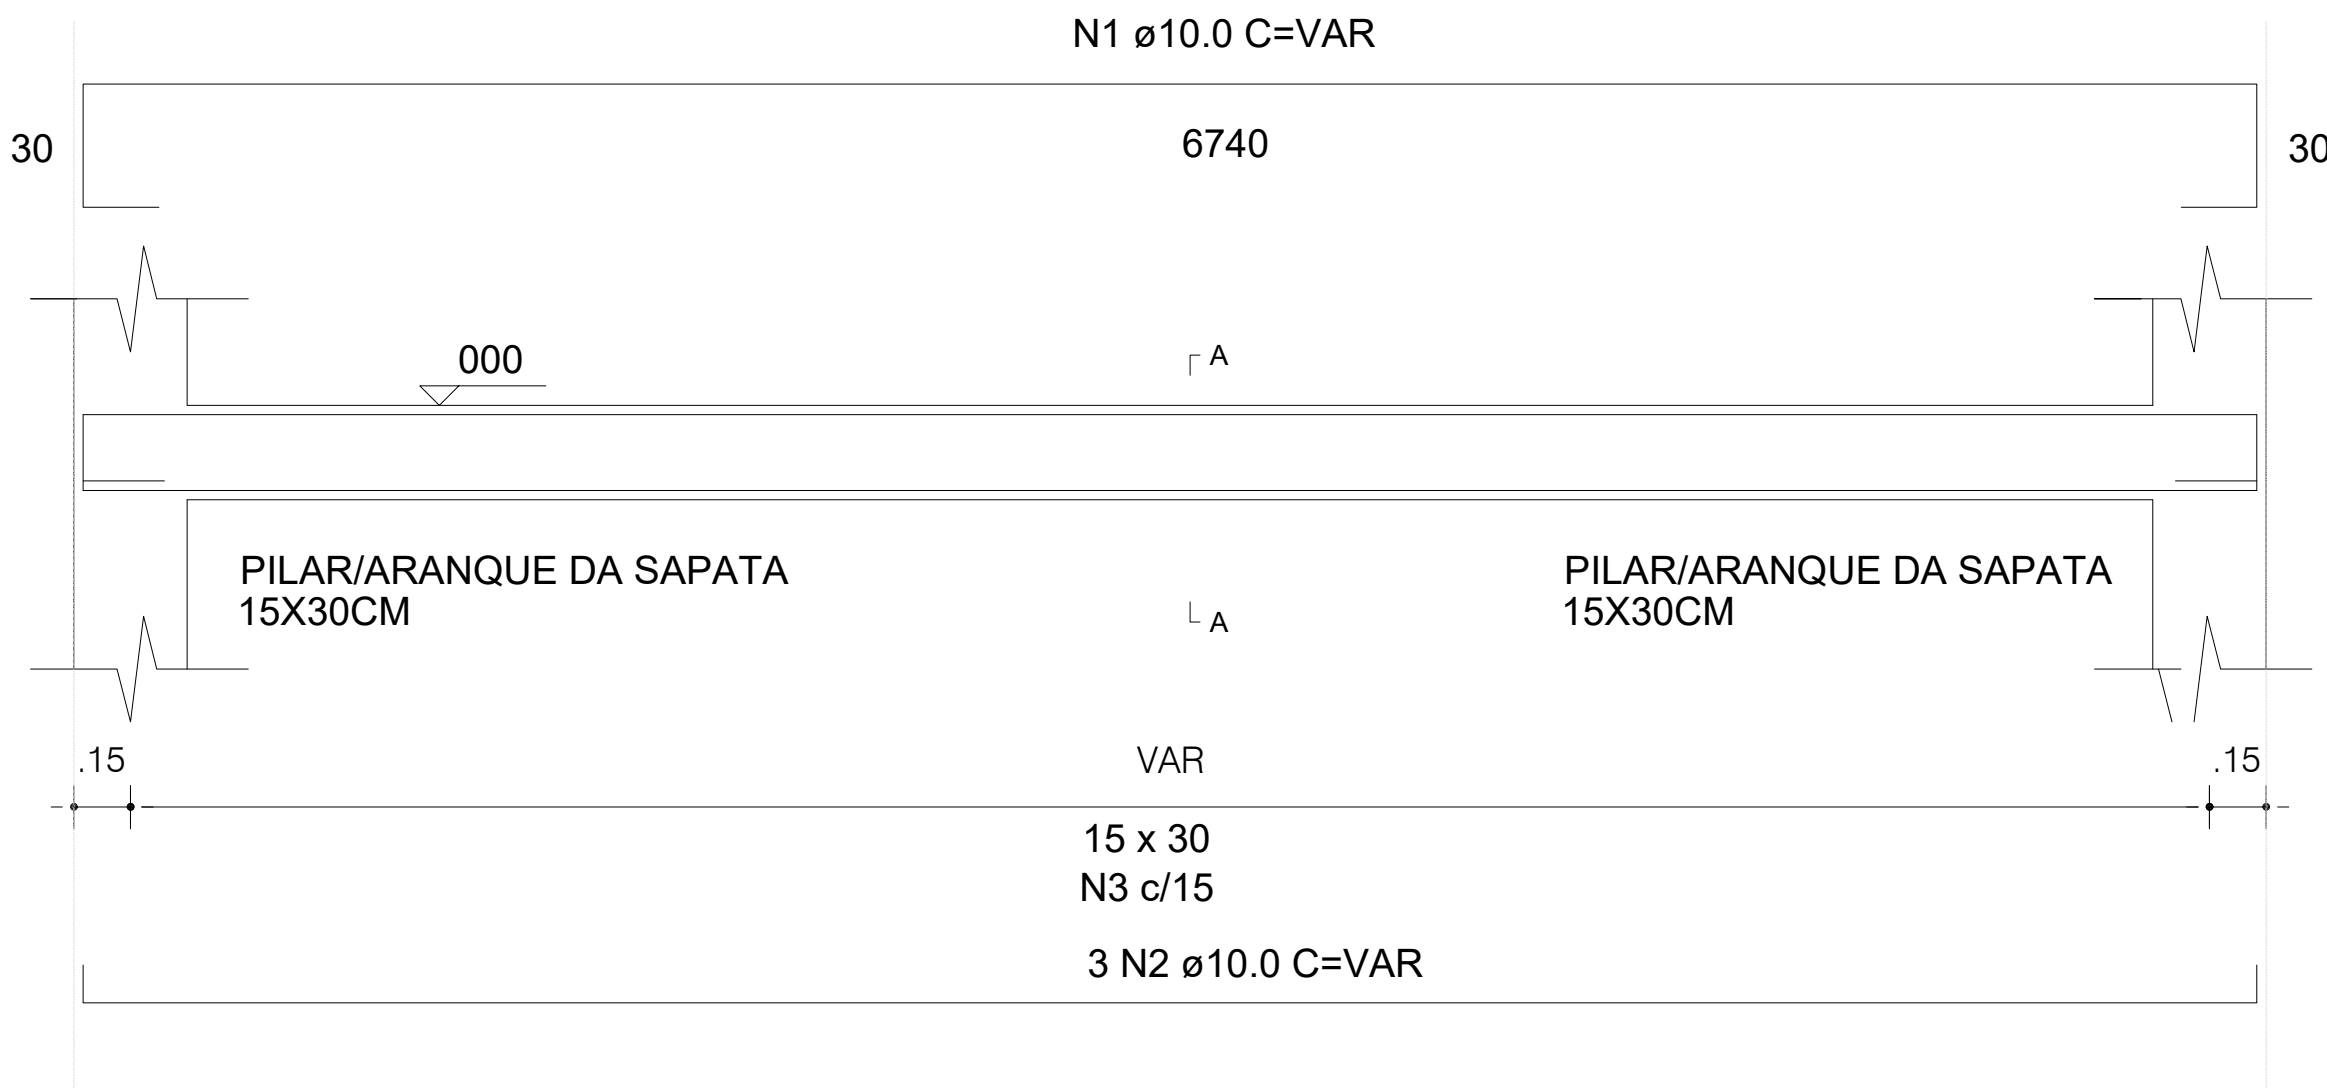 N1 ø10.0 C=VAR
30
6740
30
000
A
PILAR/ARANQUE DA SAPATA
15X30CM
PILAR/ARANQUE DA SAPATA
15X30CM
A
.15
VAR
.15
15 x 30
N3 c/15
3 N2 ø10.0 C=VAR